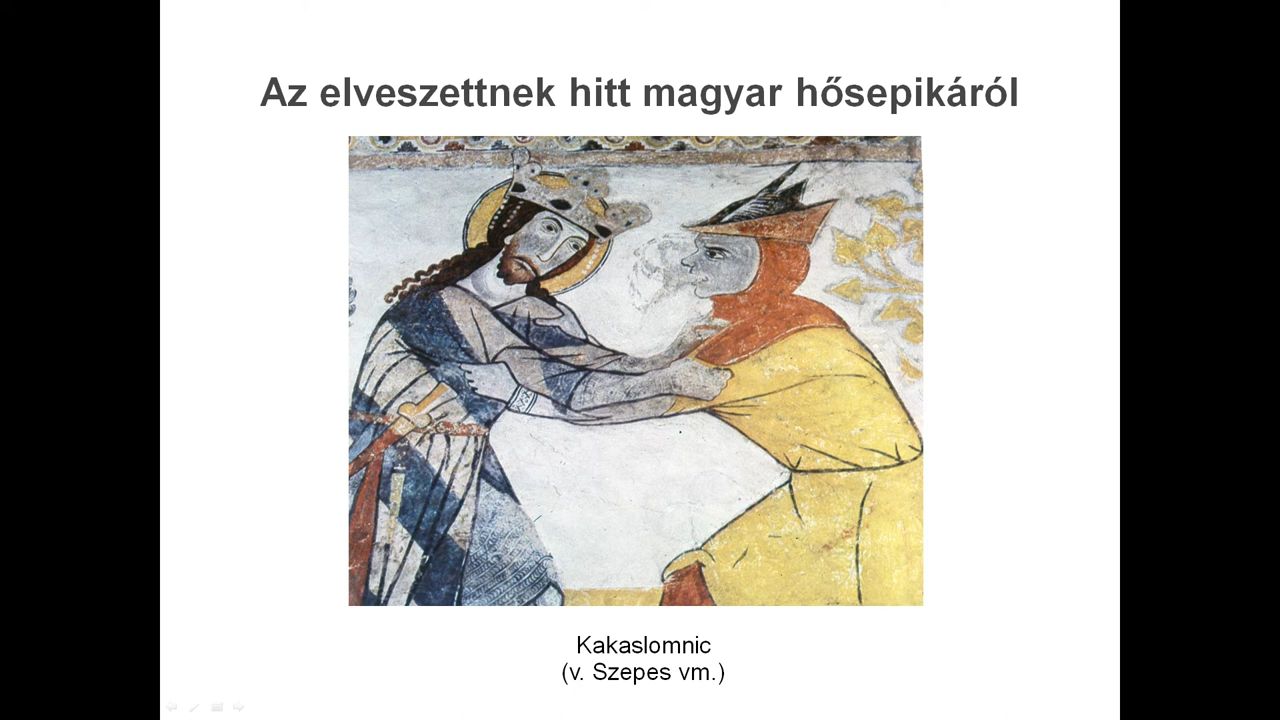 Az elveszettnek hitt magyar hősepikáról
Kakaslomnic
(v. Szepes vm.)